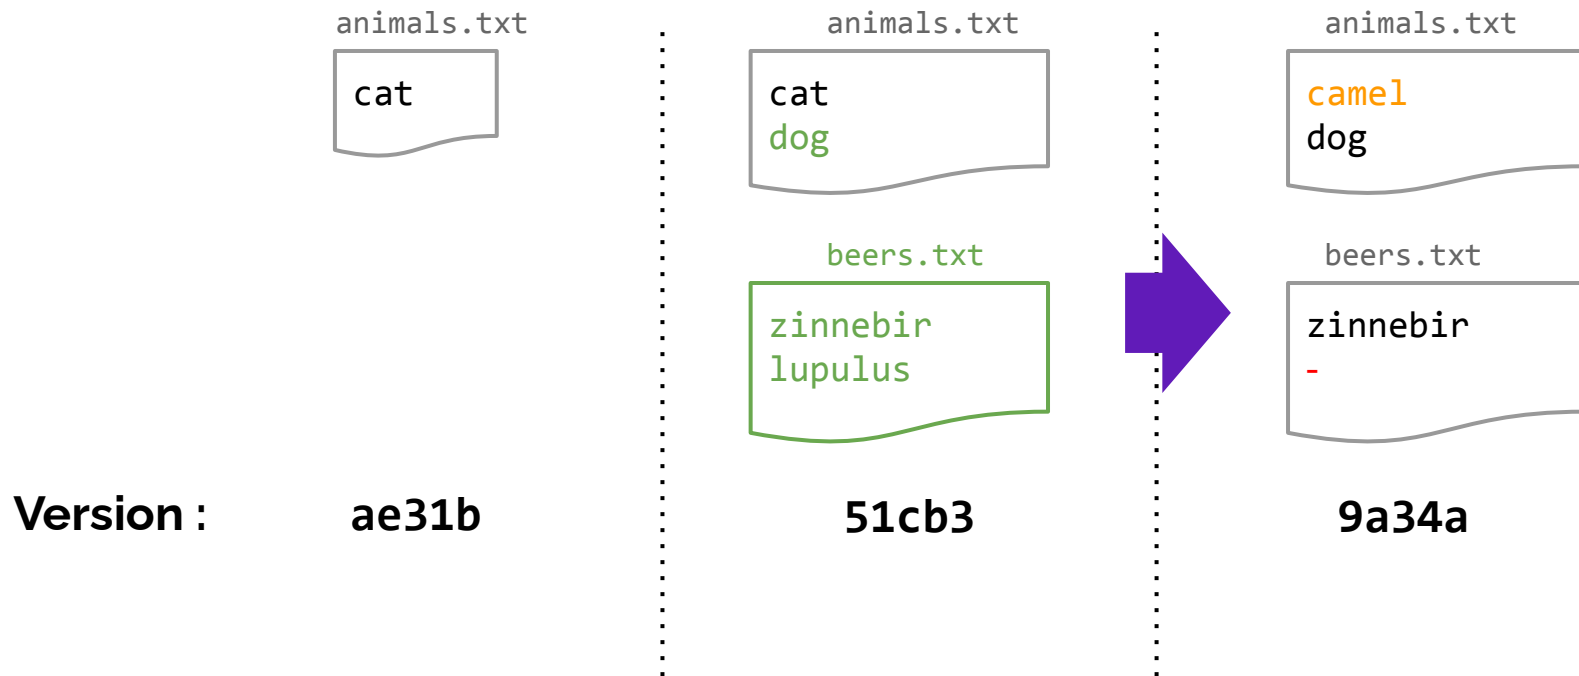 animals.txt
cat
animals.txt
cat
dog
beers.txt
zinnebir
lupulus
animals.txt
camel
dog
beers.txt
zinnebir
-
Version : ae31b 51cb3 9a34a